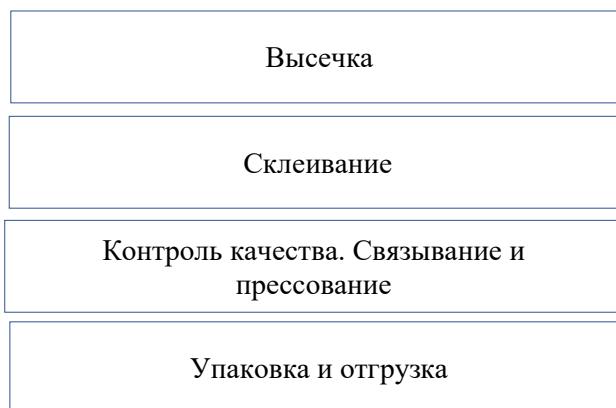 Высечка
Склеивание
Контроль качества. Связывание и
прессование
Упаковка и отгрузка